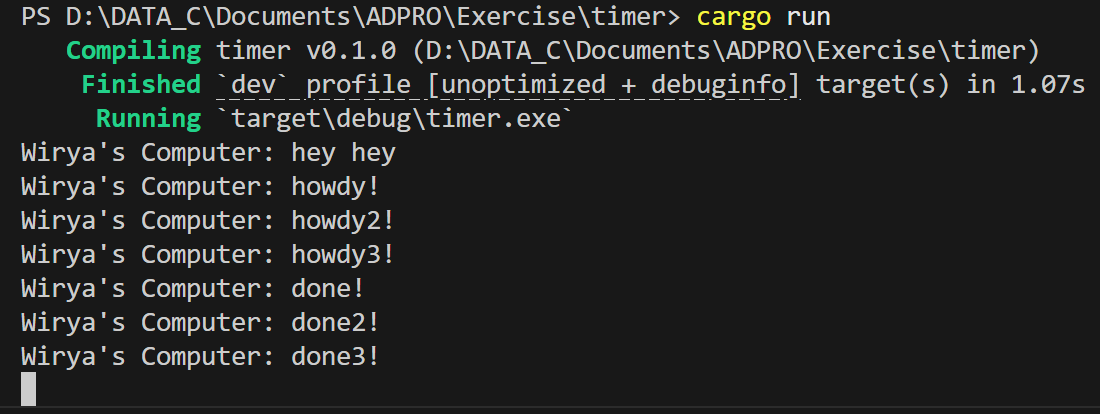 PS D:\DATA_C\Documents\ADPRO\Exercise\timer> cargo run
   Compiling timer v0.1.0 (D:\DATA_C\Documents\ADPRO\Exercise\timer)
    Finished `dev` profile [unoptimized + debuginfo] target(s) in 1.07s
     Running `target\debug\timer.exe`
Wirya's Computer: hey hey
Wirya's Computer: howdy!
Wirya's Computer: howdy2!
Wirya's Computer: howdy3!
Wirya's Computer: done!
Wirya's Computer: done2!
Wirya's Computer: done3!